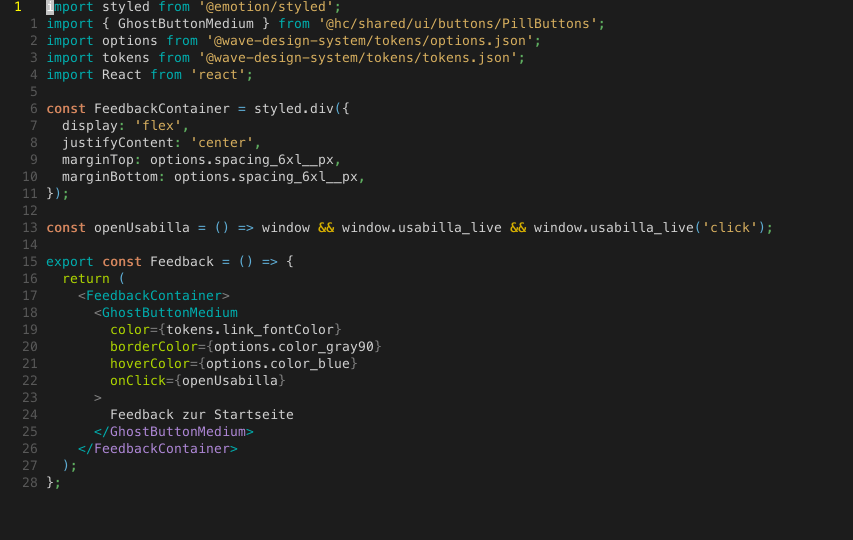 1 import styled from '@emotion/styled';
1 import { GhostButtonMedium } from '@hc/shared/ui/buttons/PillButtons';
2 import options from '@wave-design-system/tokens/options.json';
3 import tokens from '@wave-design-system/tokens/tokens.json';
4 import React from 'react';
5
6 const FeedbackContainer = styled.div({
7   display: 'flex',
8   justifyContent: 'center',
9   marginTop: options.spacing_6xl__px,
10   marginBottom: options.spacing_6xl__px,
11 });
12
13 const openUsabilla = () => window && window.usabilla_live && window.usabilla_live('click');
14
15 export const Feedback = () => {
16   return (
17     <FeedbackContainer>
18       <GhostButtonMedium
19         color={tokens.link_fontColor}
20         borderColor={options.color_gray90}
21         hoverColor={options.color_blue}
22         onClick={openUsabilla}
23       >
24         Feedback zur Startseite
25       </GhostButtonMedium>
26     </FeedbackContainer>
27   );
28 };